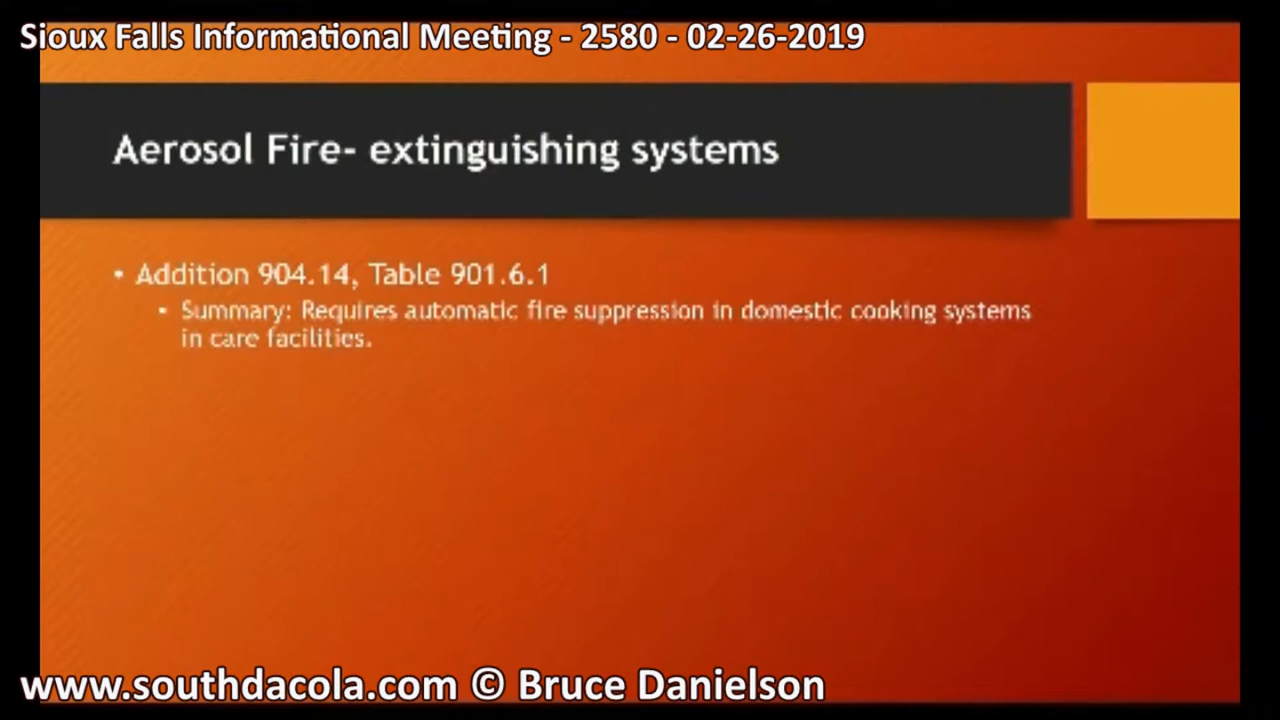 Sioux Falls Informational Meeting - 2580 - 02-26-2019
Aerosol Fire- extinguishing systems
• Addition 904.14, Table 901.6.1
• Summary: Requires automatic fire suppression in domestic cooking systems
in care facilities.
www.southdacola.com © Bruce Danielson